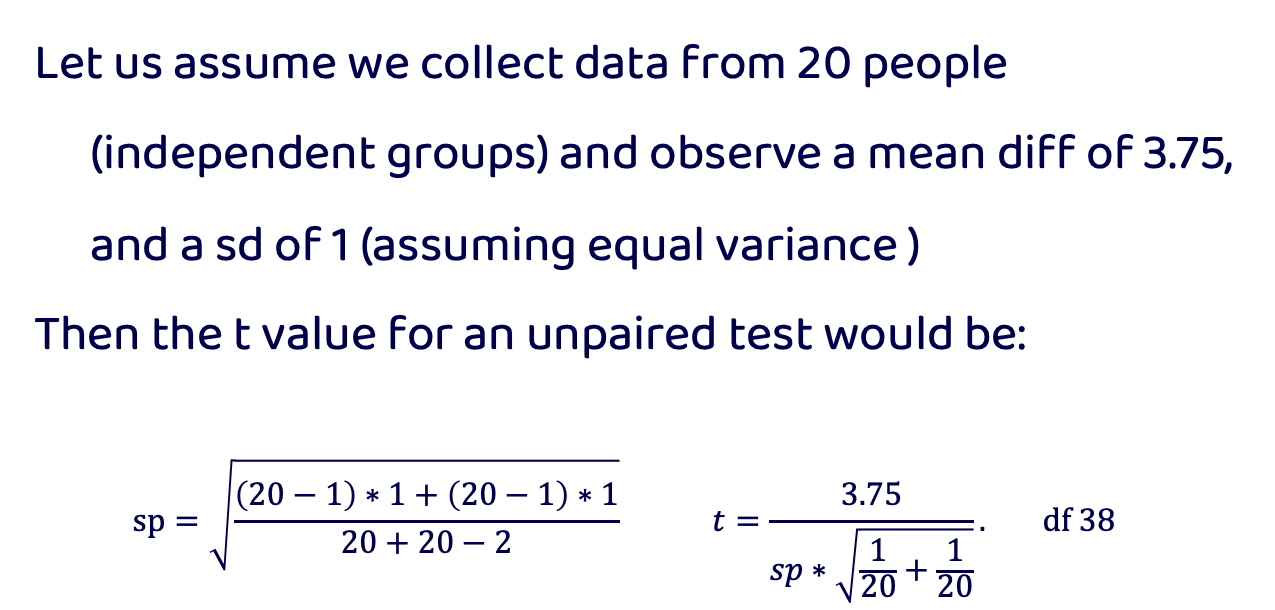 Let us assume we collect data from 20 people
(independent groups) and observe a mean diff of 3.75,
and a sd of 1 (assuming equal variance )
Then the t value for an unpaired test would be:
sp = √((20 − 1) * 1 + (20 − 1) * 1 / 20 + 20 − 2) t = 3.75 / sp * √(1/20 + 1/20). df 38